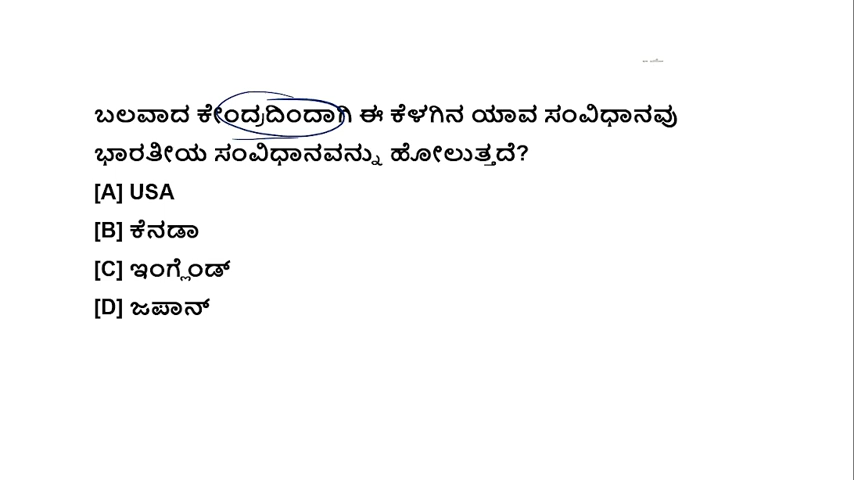 ಬಲವಾದ ಕೇಂದ್ರದಿಂದಾಗಿ ಈ ಕೆಳಗಿನ ಯಾವ ಸಂವಿಧಾನವು
ಭಾರತೀಯ ಸಂವಿಧಾನವನ್ನು ಹೋಲುತ್ತದೆ?
[A] USA
[B] ಕೆನಡಾ
[C] ಇಂಗ್ಲೆಂಡ್
[D] ಜಪಾನ್